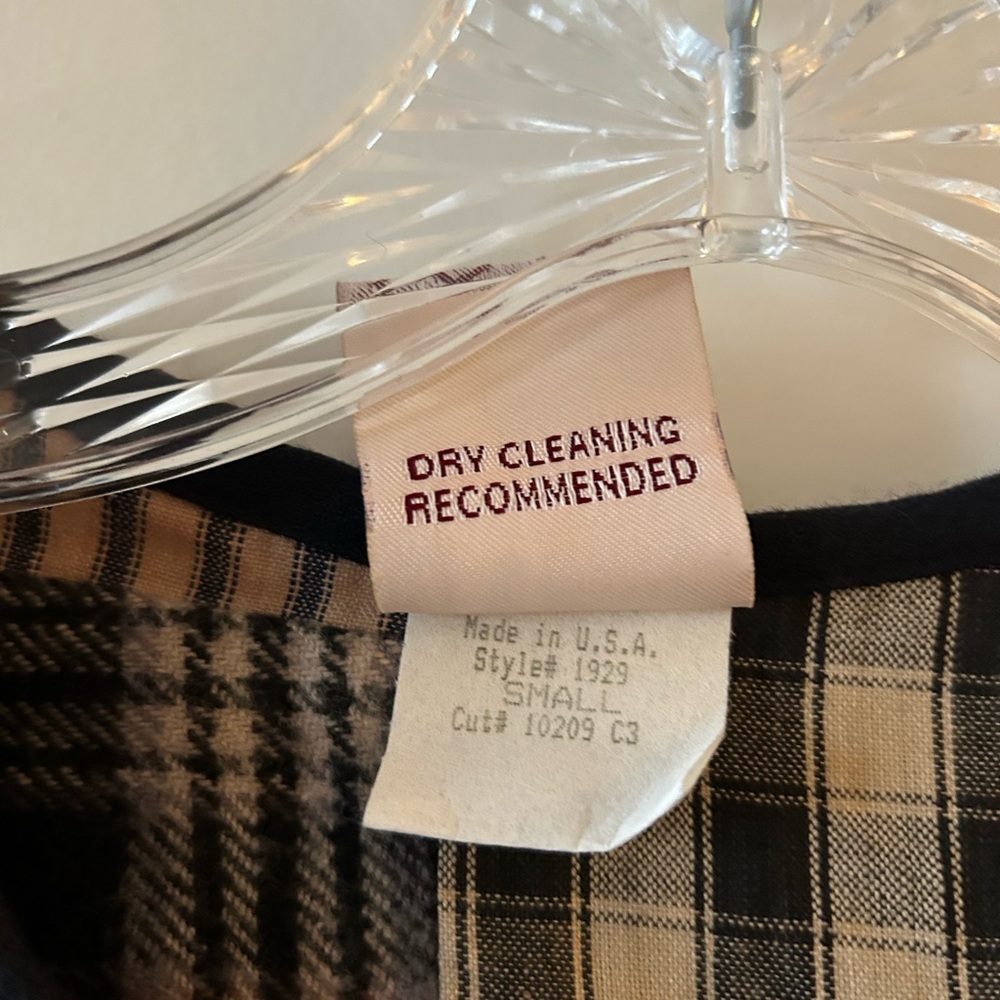 DRY CLEANING
RECOMMENDED
Made in U.S.A.
Style# 1929
SMALL
Cut# 10209 C3